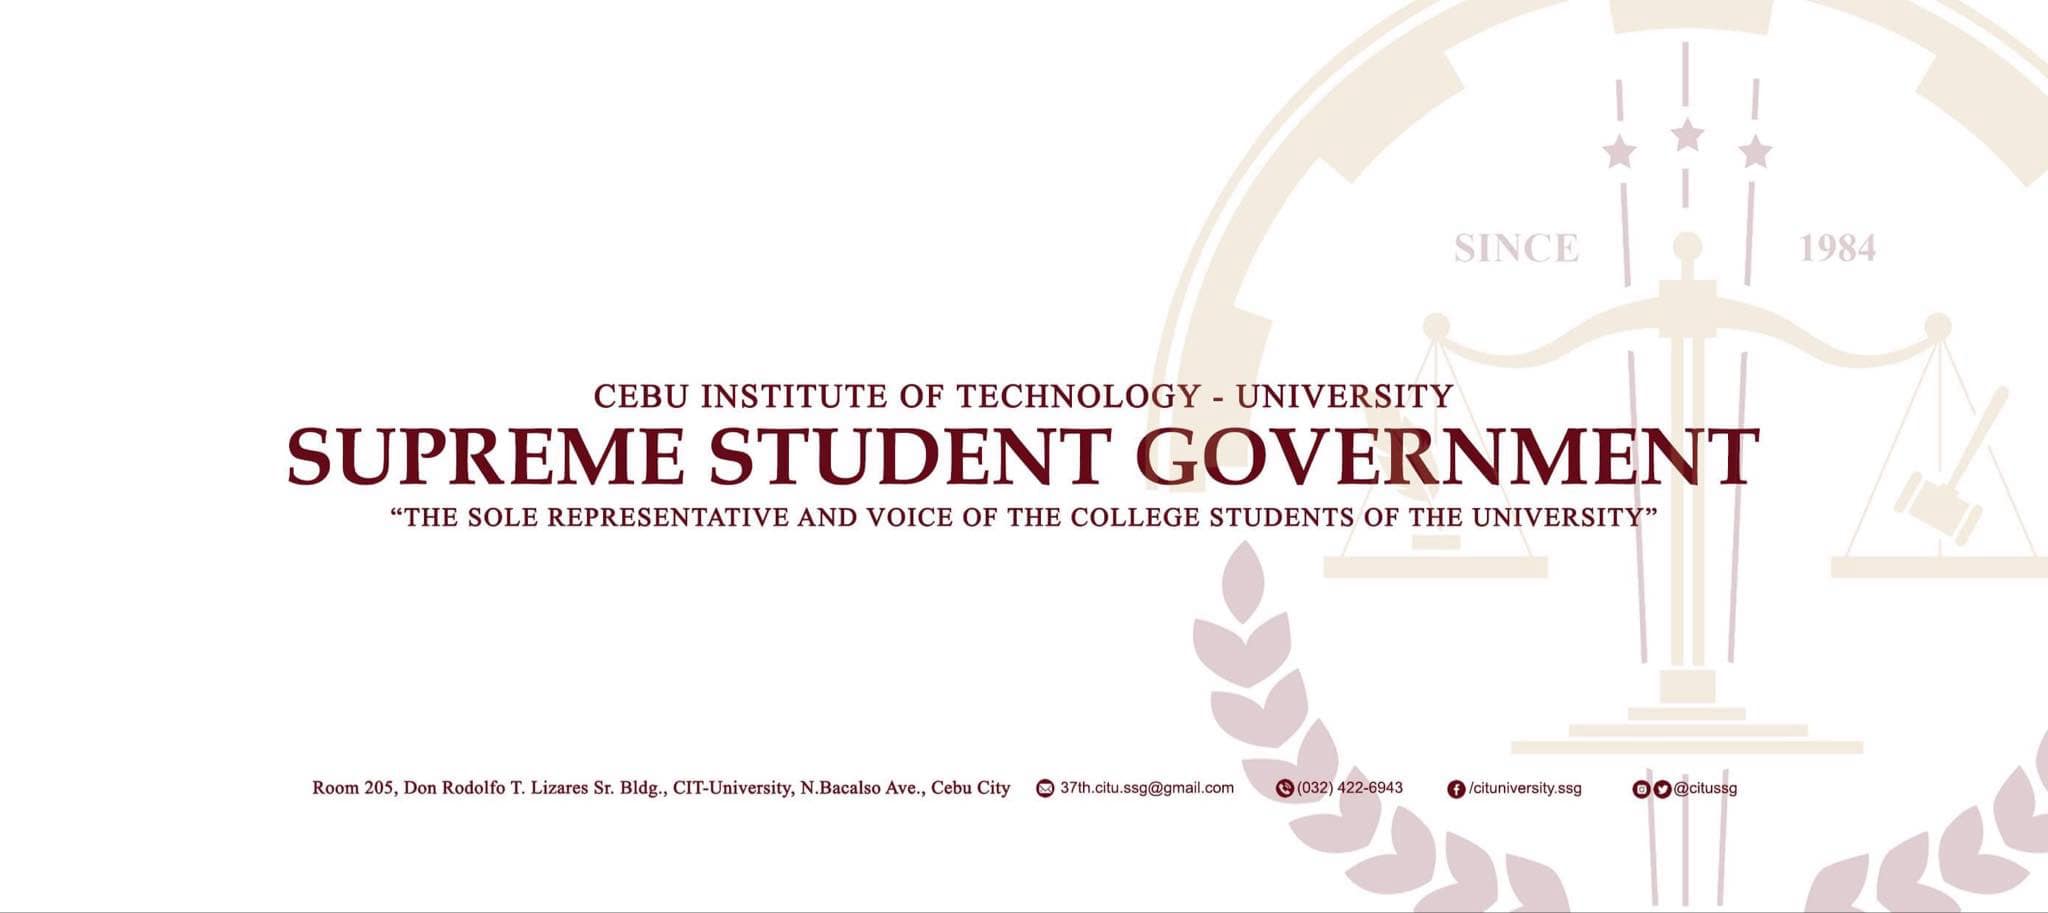 SINCE 1984
CEBU INSTITUTE OF TECHNOLOGY - UNIVERSITY
SUPREME STUDENT GOVERNMENT
“THE SOLE REPRESENTATIVE AND VOICE OF THE COLLEGE STUDENTS OF THE UNIVERSITY”
Room 205, Don Rodolfo T. Lizares Sr. Bldg., CIT-University, N.Bacalso Ave., Cebu City 37th.citu.ssg@gmail.com (032) 422-6943 /cituniversity.ssg @citussg